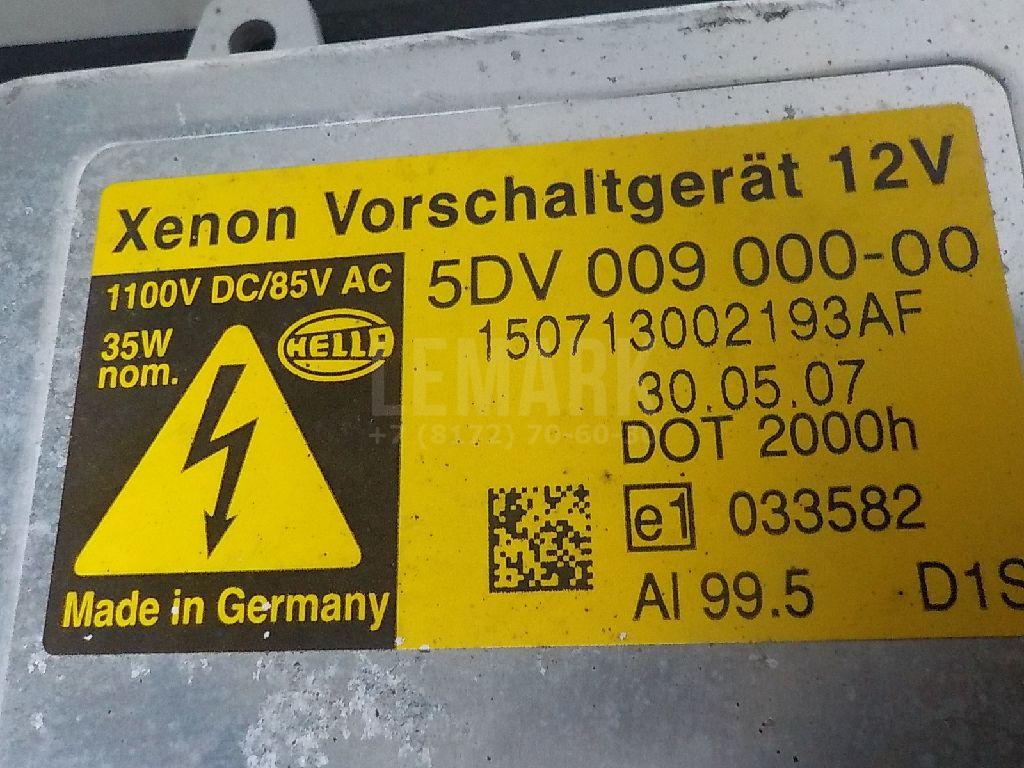 Xenon Vorschaltgerät 12V
1100V DC/85V AC
35W
nom.
HELLA
Made in Germany
5DV 009 000-00
150713002193AF
30.05.07
DOT 2000h
e1 033582
Al 99.5 D1S
LEMARK